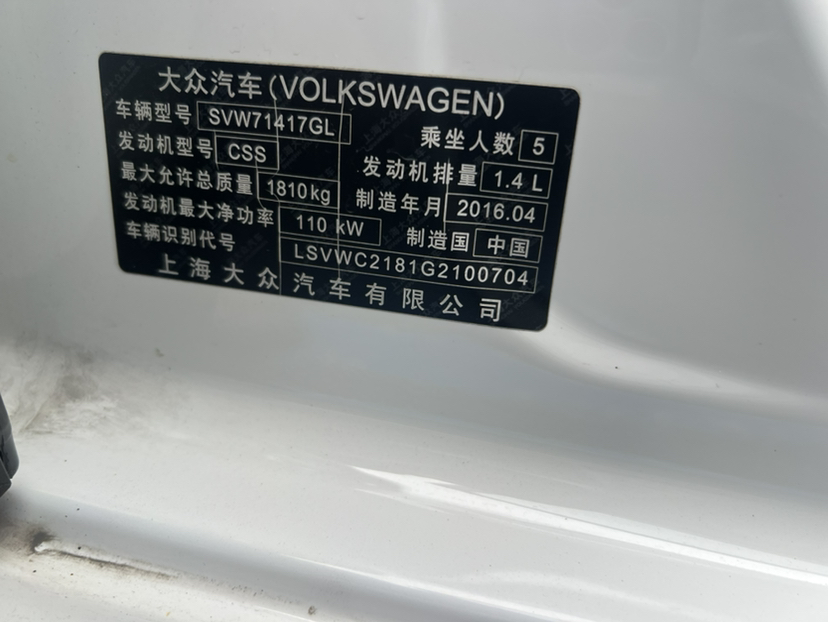 大众汽车(VOLKSWAGEN)
车辆型号 SVW71417GL 乘坐人数 5
发动机型号 CSS 发动机排量 1.4 L
最大允许总质量 1810kg 制造年月 2016.04
发动机最大净功率 110 kW 制造国 中国
车辆识别代号 LSVWC2181G2100704
上海大众汽车有限公司